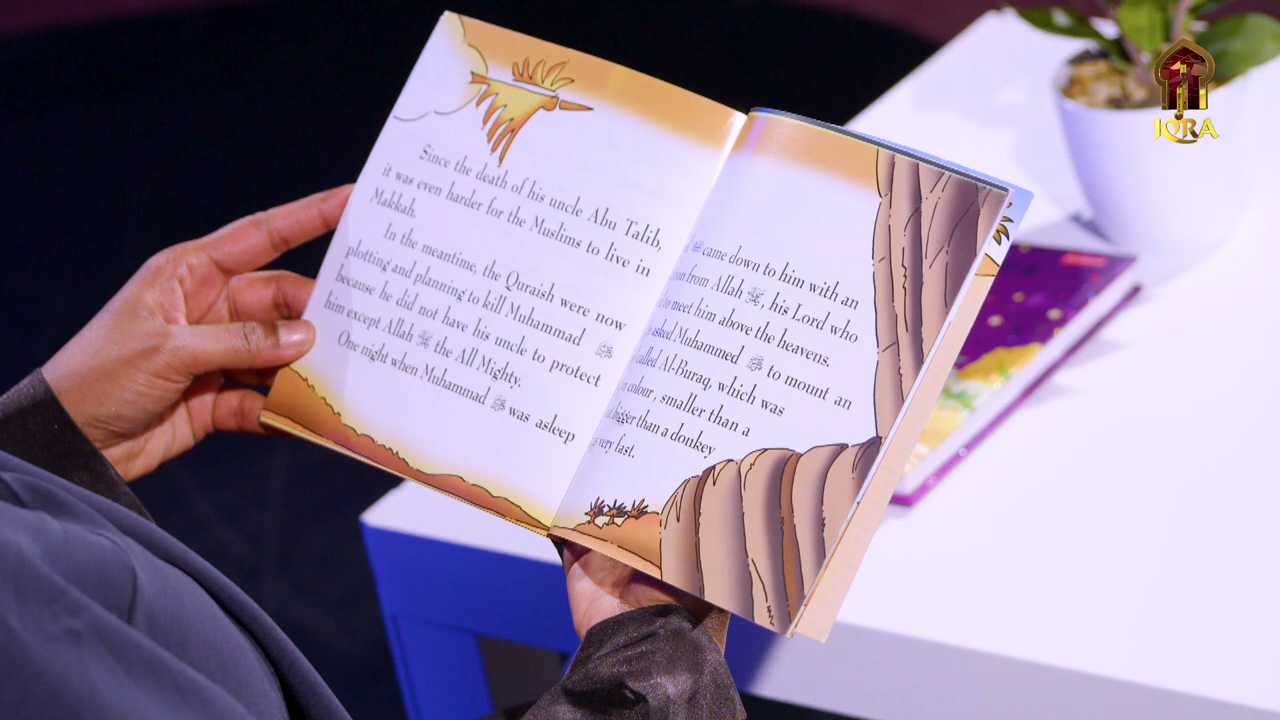 Since the death of his uncle Abu Talib,
it was even harder for the Muslims to live in
Makkah.
In the meantime, the Quraish were now
plotting and planning to kill Muhammad ﷺ
because he did not have his uncle to protect
him except Allah the All Mighty.
One night when Muhammad ﷺ was asleep
came down to him with an
from Allah, his Lord who
to meet him above the heavens.
asked Muhammed ﷺ to mount an
called Al-Buraq, which was
colour, smaller than a
bigger than a donkey
very fast.
IQRA